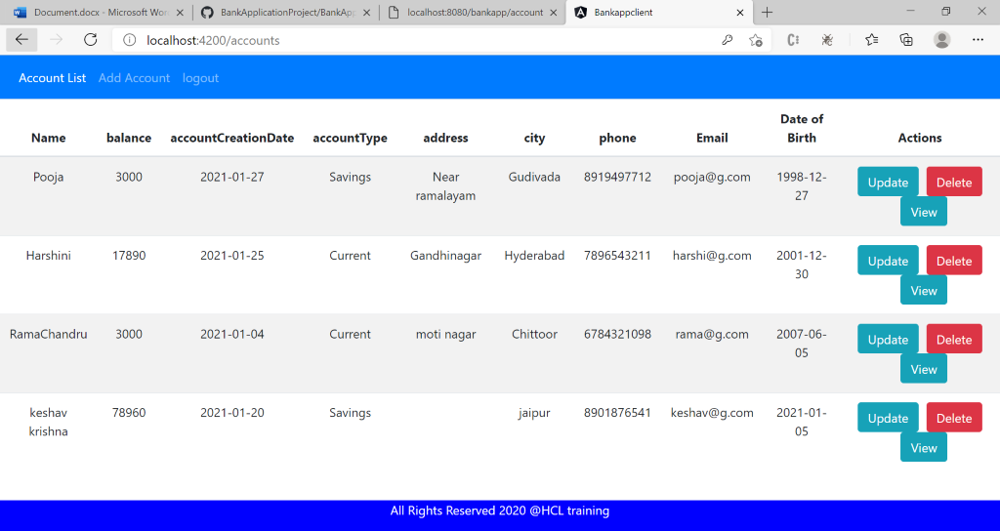 Document.docx - Microsoft Wor
BankApplicationProject/BankAp
localhost:8080/bankapp/account
Bankappclient
localhost:4200/accounts
Account List Add Account logout
Name balance accountCreationDate accountType address city phone Email Date of Birth Actions
Pooja 3000 2021-01-27 Savings Near ramalayam Gudivada 8919497712 pooja@g.com 1998-12-27 Update Delete View
Harshini 17890 2021-01-25 Current Gandhinagar Hyderabad 7896543211 harshi@g.com 2001-12-30 Update Delete View
RamaChandru 3000 2021-01-04 Current moti nagar Chittoor 6784321098 rama@g.com 2007-06-05 Update Delete View
keshav krishna 78960 2021-01-20 Savings jaipur 8901876541 keshav@g.com 2021-01-05 Update Delete View
All Rights Reserved 2020 @HCL training